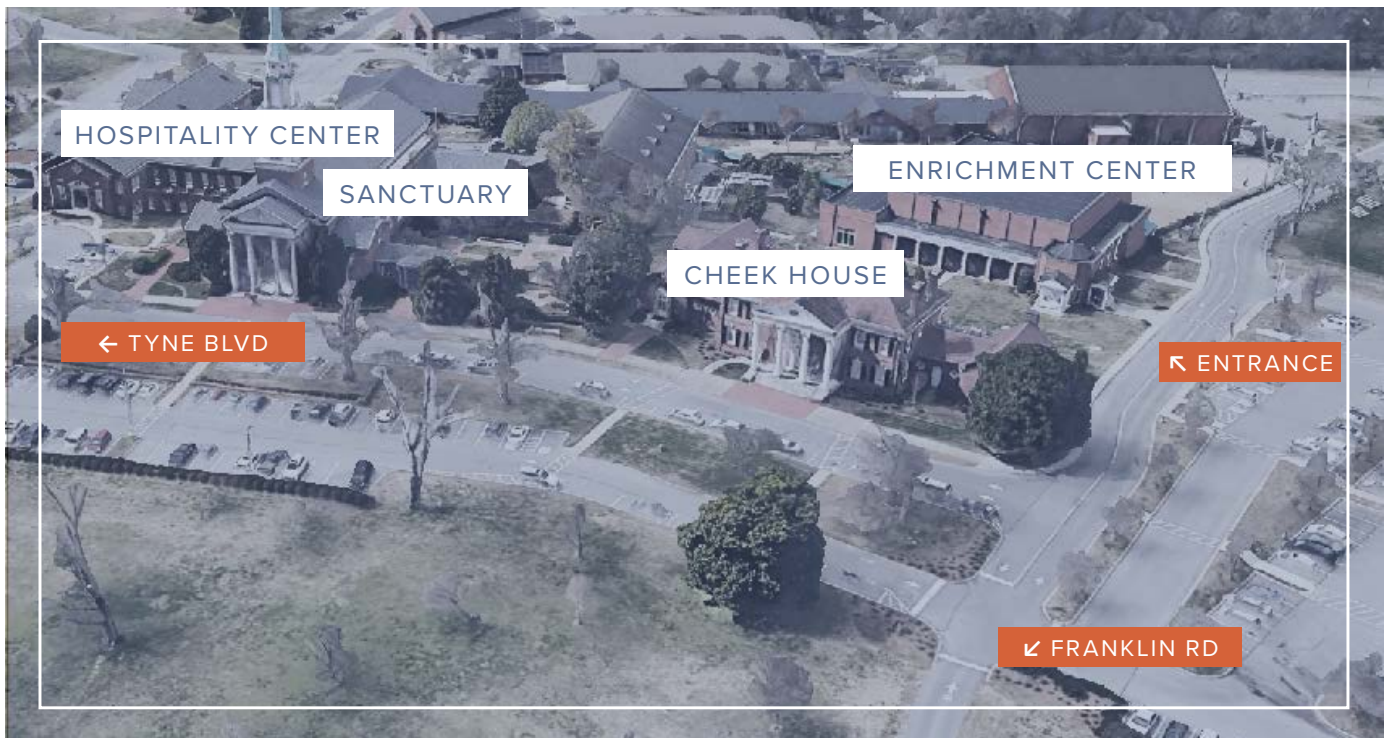 HOSPITALITY CENTER
SANCTUARY
ENRICHMENT CENTER
CHEEK HOUSE
← TYNE BLVD
↖ ENTRANCE
↙ FRANKLIN RD